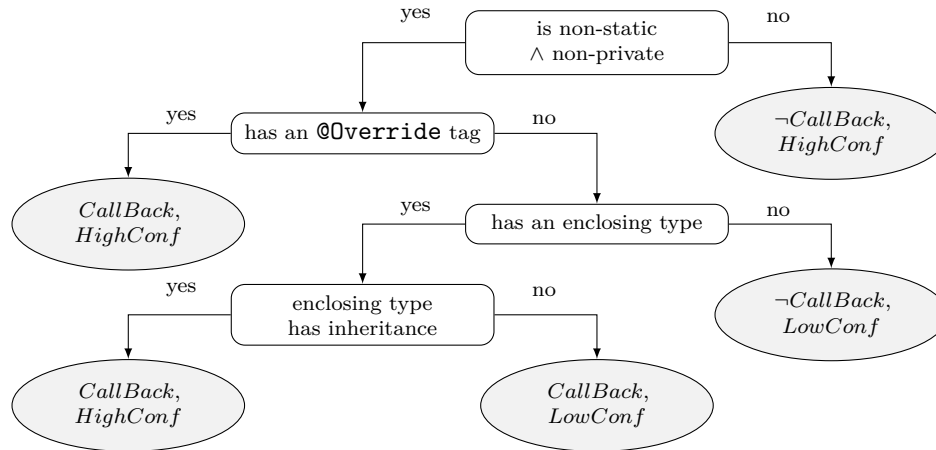 yes
is non-static
∧ non-private
no
yes
has an @Override tag
no
¬CallBack,
HighConf
CallBack,
HighConf
yes
has an enclosing type
no
yes
enclosing type
has inheritance
no
¬CallBack,
LowConf
CallBack,
HighConf
CallBack,
LowConf